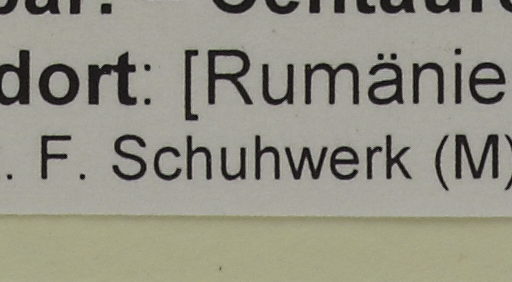 dort: [Rumänie
. F. Schuhwerk (M)